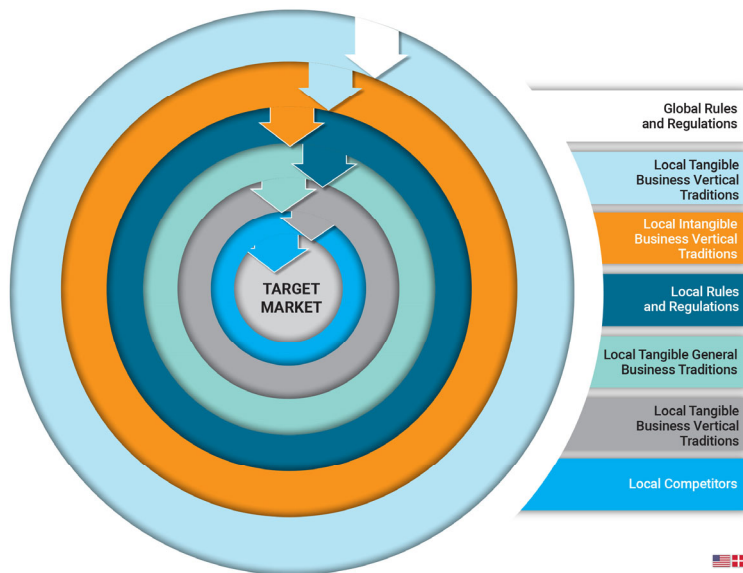 TARGET
MARKET
Global Rules
and Regulations
Local Tangible
Business Vertical
Traditions
Local Intangible
Business Vertical
Traditions
Local Rules
and Regulations
Local Tangible General
Business Traditions
Local Tangible
Business Vertical
Traditions
Local Competitors